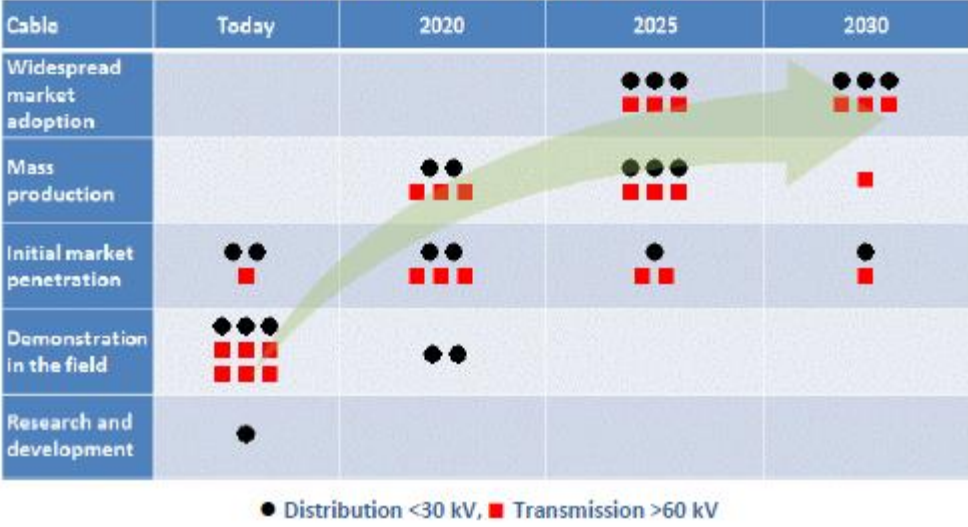 Cable Today 2020 2025 2030
Widespread
market
adoption
Mass
production
Initial market
penetration
Demonstration
in the field
Research and
development
● Distribution <30 kV, ■ Transmission >60 kV